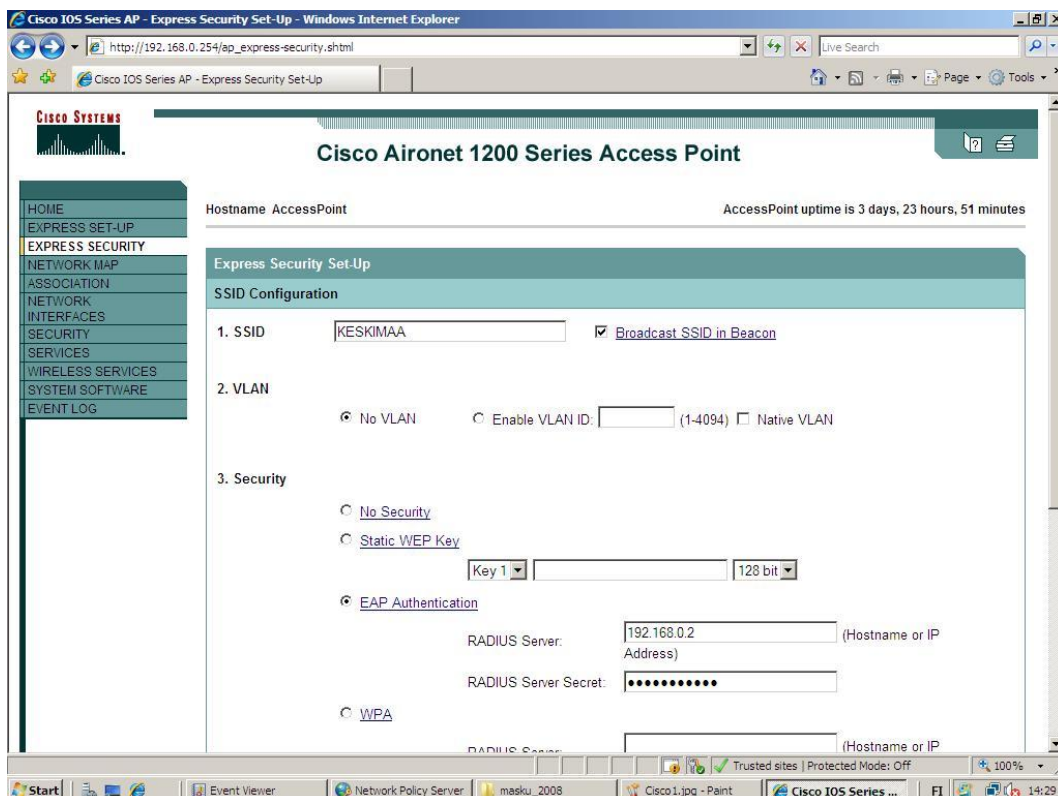 Cisco IOS Series AP - Express Security Set-Up - Windows Internet Explorer
http://192.168.0.254/ap_express-security.shtml
Live Search
Cisco IOS Series AP - Express Security Set-Up
Page
Tools
CISCO SYSTEMS
Cisco Aironet 1200 Series Access Point
HOME
EXPRESS SET-UP
EXPRESS SECURITY
NETWORK MAP
ASSOCIATION
NETWORK
INTERFACES
SECURITY
SERVICES
WIRELESS SERVICES
SYSTEM SOFTWARE
EVENT LOG
Hostname AccessPoint
AccessPoint uptime is 3 days, 23 hours, 51 minutes
Express Security Set-Up
SSID Configuration
1. SSID KESKIMAA Broadcast SSID in Beacon
2. VLAN
No VLAN Enable VLAN ID: (1-4094) Native VLAN
3. Security
No Security
Static WEP Key
Key 1 128 bit
EAP Authentication
RADIUS Server: 192.168.0.2 (Hostname or IP
Address)
RADIUS Server Secret: •••••••••••
WPA
RADIUS Server: (Hostname or IP
Trusted sites | Protected Mode: Off 100%
Start Event Viewer Network Policy Server masku_2008 Cisco1.jpg - Paint Cisco IOS Series ... FI 14:29